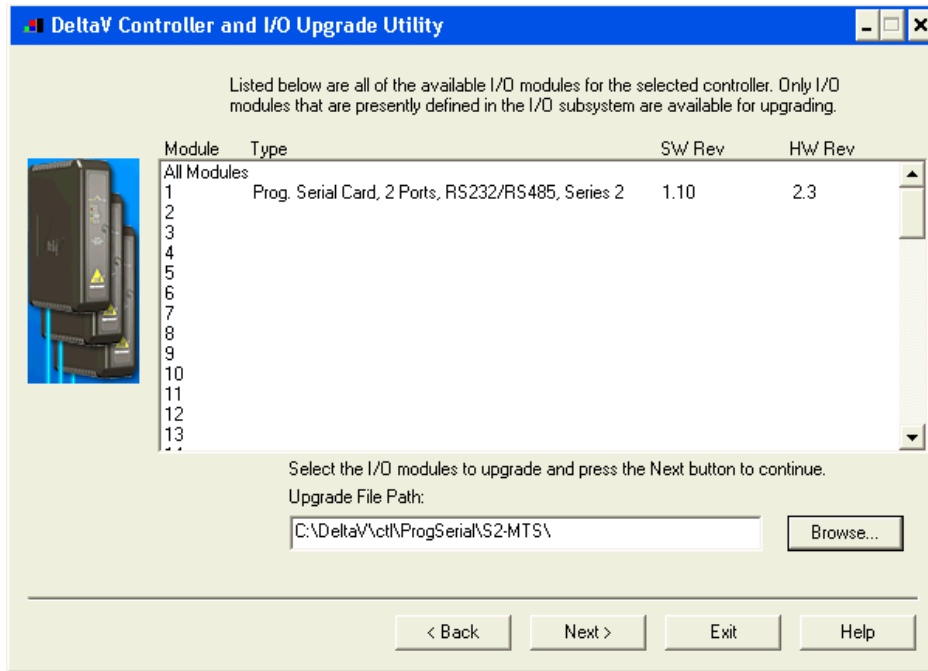 DeltaV Controller and I/O Upgrade Utility
Listed below are all of the available I/O modules for the selected controller. Only I/O
modules that are presently defined in the I/O subsystem are available for upgrading.
Module Type SW Rev HW Rev
All Modules
1 Prog. Serial Card, 2 Ports, RS232/RS485, Series 2 1.10 2.3
2
3
4
5
6
7
8
9
10
11
12
13
Select the I/O modules to upgrade and press the Next button to continue.
Upgrade File Path:
C:\DeltaV\ctl\ProgSerial\S2-MTS\
Browse...
< Back Next > Exit Help